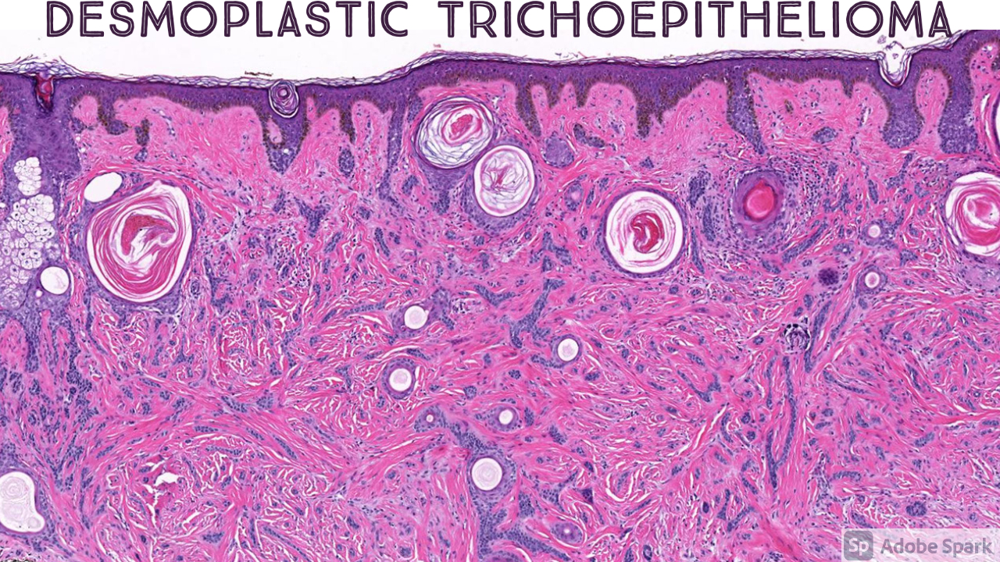 DESMOPLASTIC TRICHOEPITHELIOMA
Sp Adobe Spark